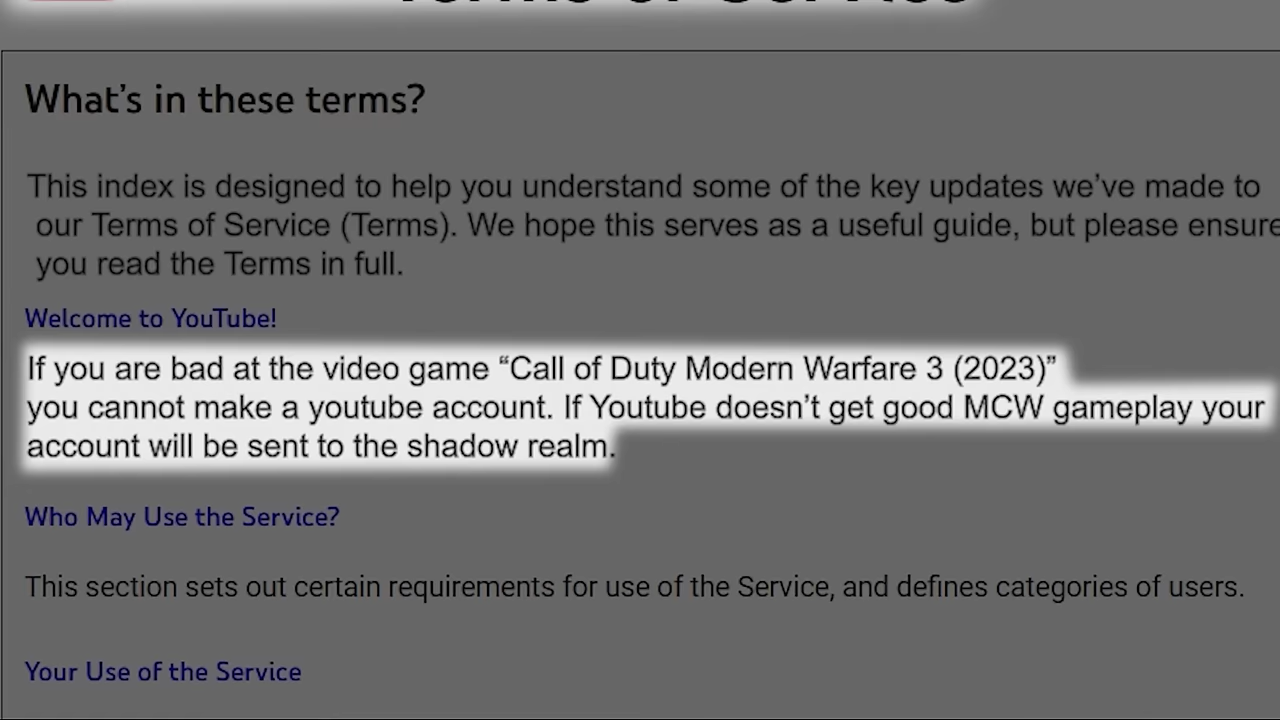 Terms of Service
What's in these terms?
This index is designed to help you understand some of the key updates we've made to
our Terms of Service (Terms). We hope this serves as a useful guide, but please ensure
you read the Terms in full.
Welcome to YouTube!
If you are bad at the video game “Call of Duty Modern Warfare 3 (2023)”
you cannot make a youtube account. If Youtube doesn't get good MCW gameplay your
account will be sent to the shadow realm.
Who May Use the Service?
This section sets out certain requirements for use of the Service, and defines categories of users.
Your Use of the Service